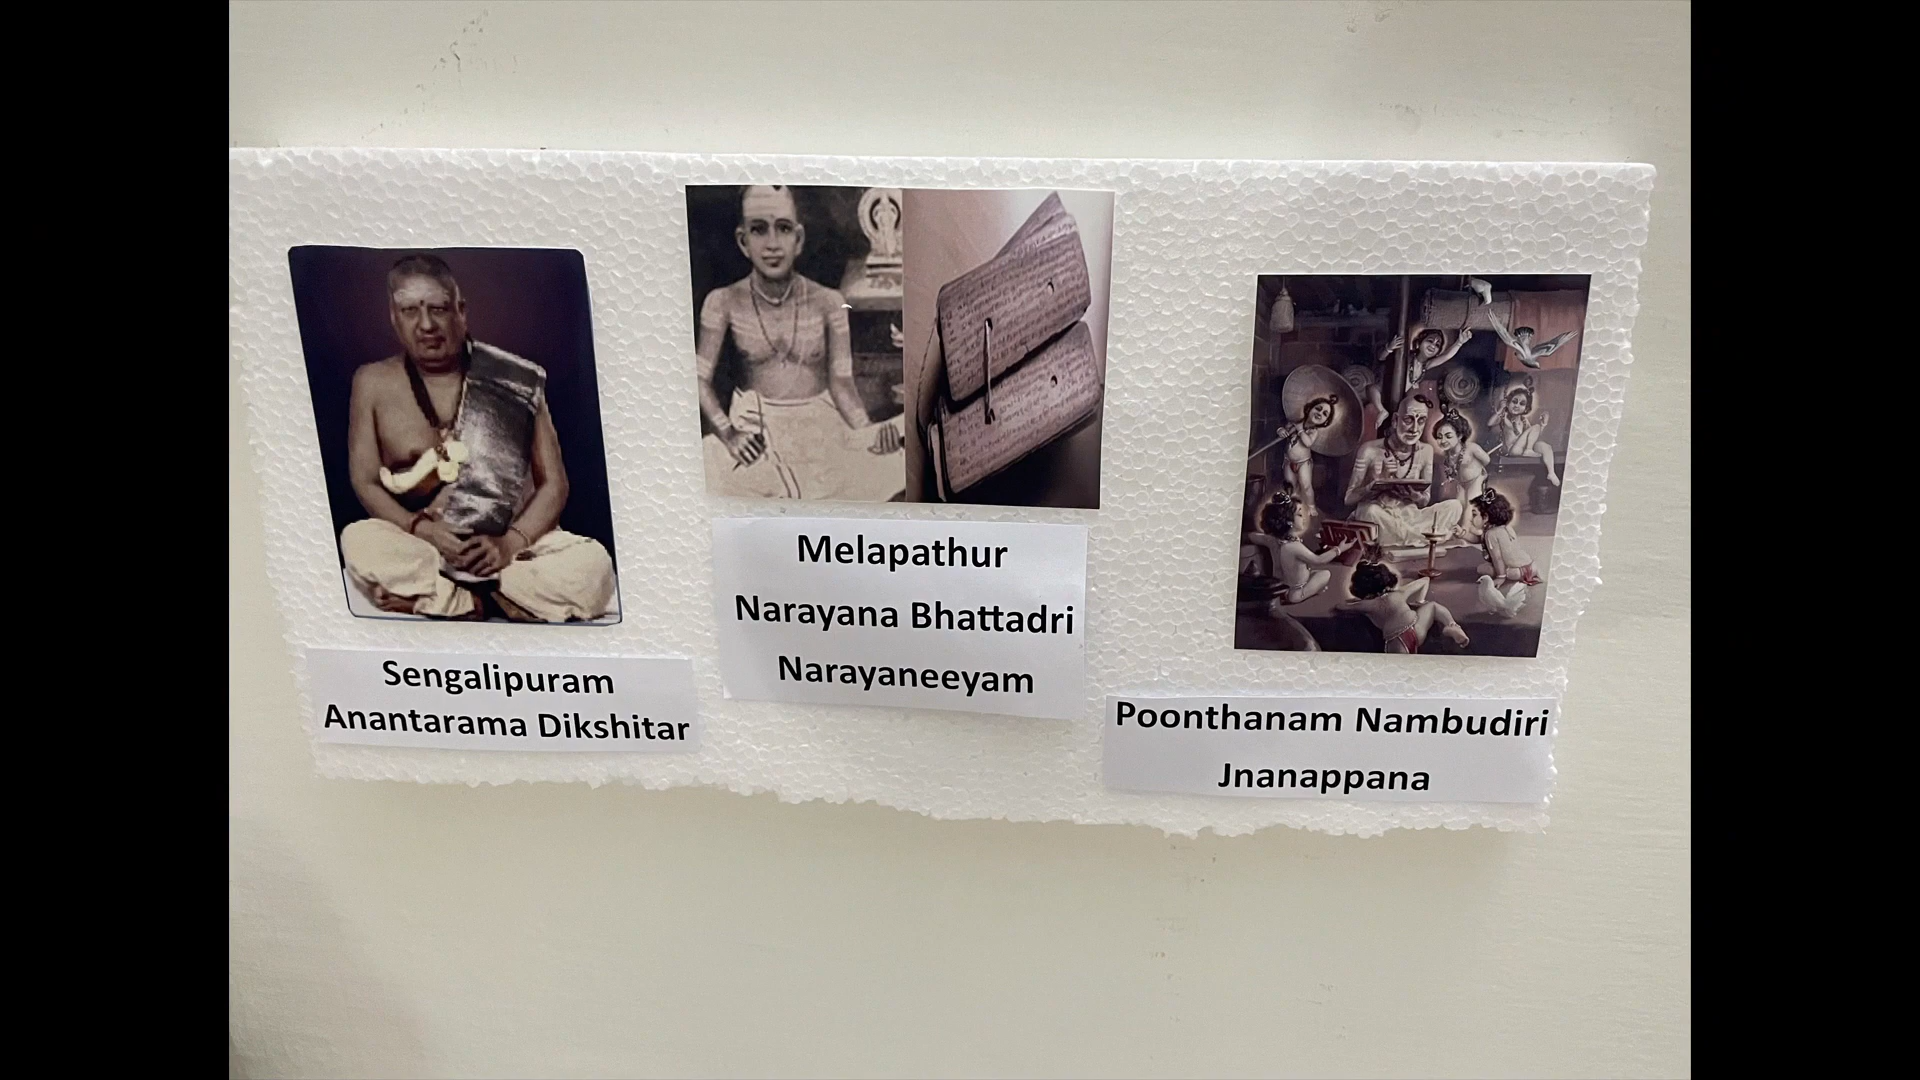 Sengalipuram
Anantarama Dikshitar
Melapathur
Narayana Bhattadri
Narayaneeyam
Poonthanam Nambudiri
Jnanappana